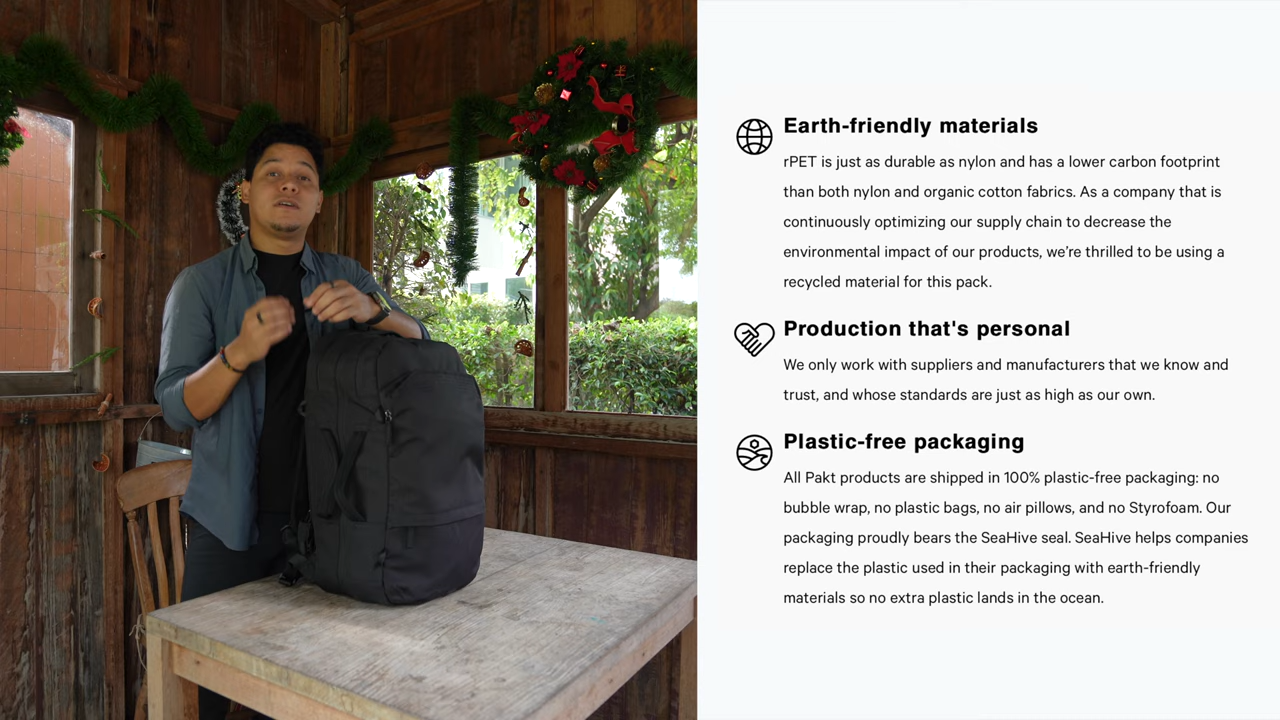 Earth-friendly materials
rPET is just as durable as nylon and has a lower carbon footprint
than both nylon and organic cotton fabrics. As a company that is
continuously optimizing our supply chain to decrease the
environmental impact of our products, we’re thrilled to be using a
recycled material for this pack.
Production that's personal
We only work with suppliers and manufacturers that we know and
trust, and whose standards are just as high as our own.
Plastic-free packaging
All Pakt products are shipped in 100% plastic-free packaging: no
bubble wrap, no plastic bags, no air pillows, and no Styrofoam. Our
packaging proudly bears the SeaHive seal. SeaHive helps companies
replace the plastic used in their packaging with earth-friendly
materials so no extra plastic lands in the ocean.